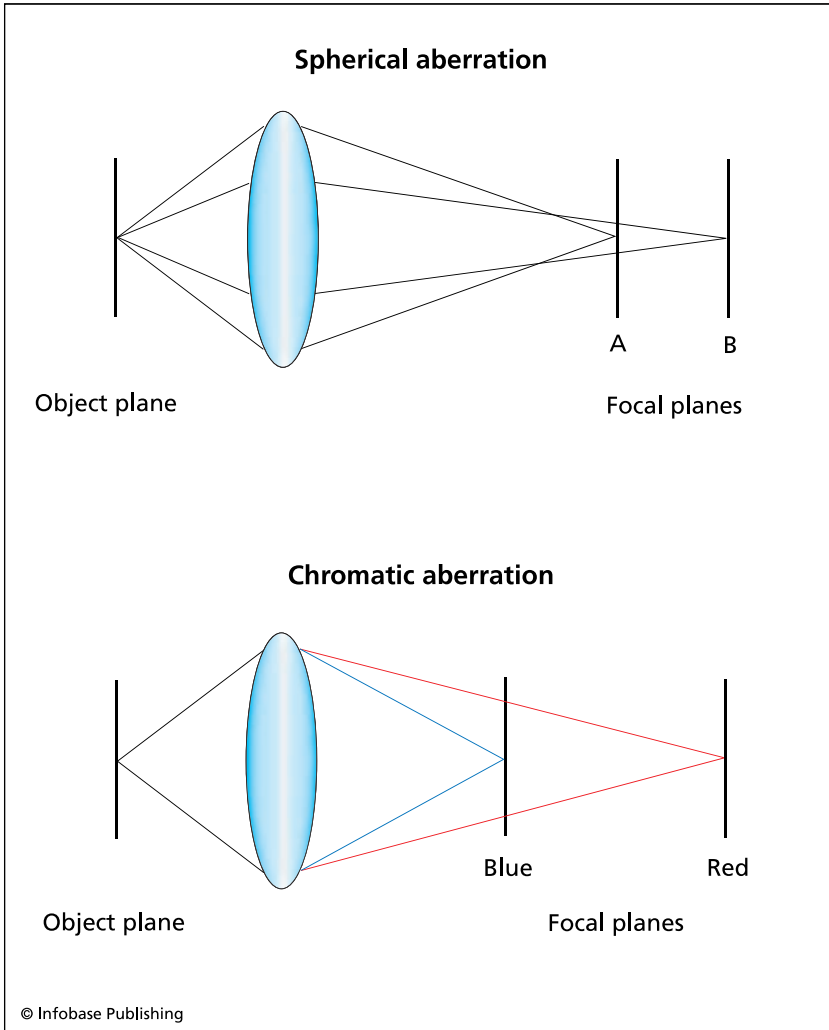 Spherical aberration
A B
Object plane Focal planes
Chromatic aberration
Blue Red
Object plane Focal planes
© Infobase Publishing